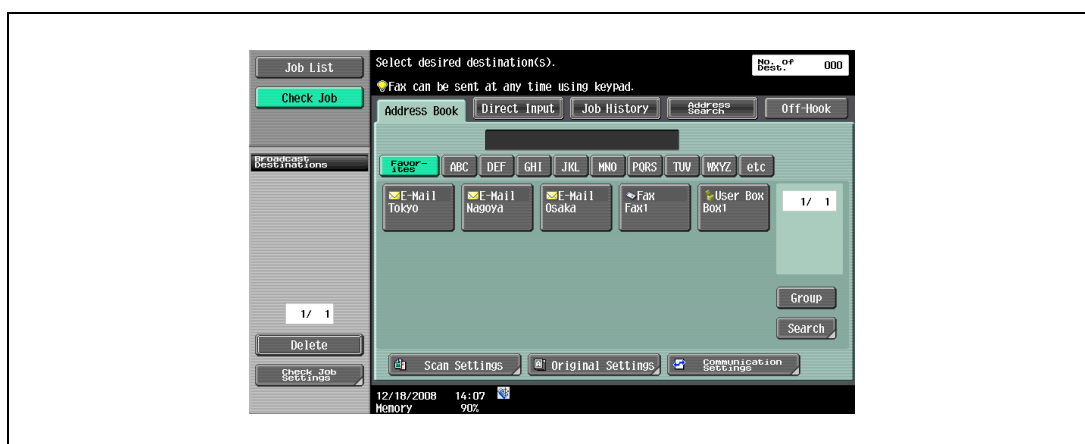 Job List
Check Job
Broadcast
Destinations
1/ 1
Delete
Check Job
Settings
Select desired destination(s).
No. of
Dest. 000
Fax can be sent at any time using keypad.
Address Book Direct Input Job History Address Search Off-Hook
Favor-
ites ABC DEF GHI JKL MNO PQRS TUV WXYZ etc
E-Mail E-Mail E-Mail Fax User Box
Tokyo Nagoya Osaka Fax1 Box1
1/ 1
Group
Search
Scan Settings Original Settings Communication Settings
12/18/2008 14:07
Memory 90%